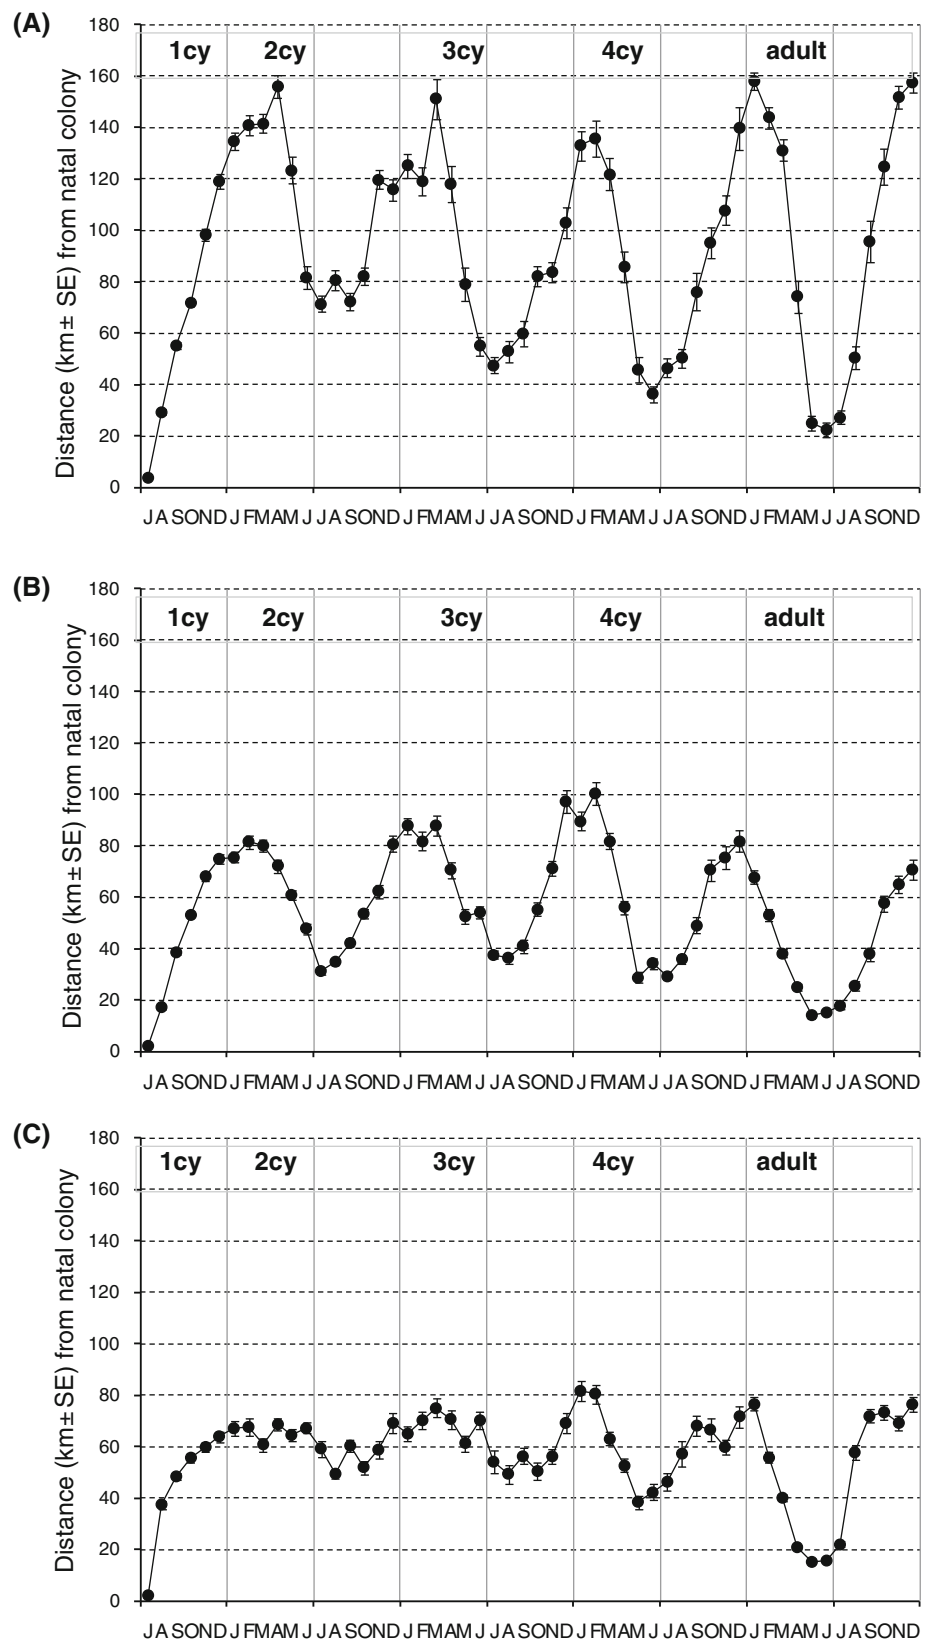 (A)
180
1cy 2cy 3cy 4cy adult
160
140
120
100
80
60
40
20
0
Distance (km± SE) from natal colony
J A S O N D J F M A M J J A S O N D J F M A M J J A S O N D J F M A M J J A S O N D J F M A M J J A S O N D
(B)
180
1cy 2cy 3cy 4cy adult
160
140
120
100
80
60
40
20
0
Distance (km±SE) from natal colony
J A S O N D J F M A M J J A S O N D J F M A M J J A S O N D J F M A M J J A S O N D J F M A M J J A S O N D
(C)
180
1cy 2cy 3cy 4cy adult
160
140
120
100
80
60
40
20
0
Distance (km±SE) from natal colony
J A S O N D J F M A M J J A S O N D J F M A M J J A S O N D J F M A M J J A S O N D J F M A M J J A S O N D